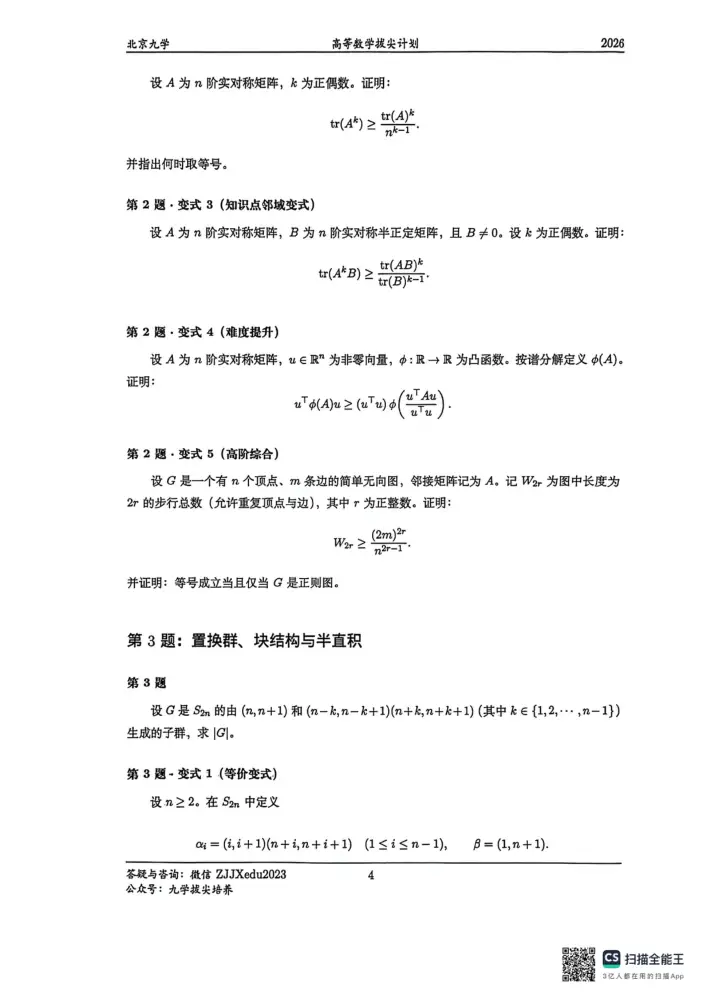 北京九学 高等数学拔尖计划 2026
设 A 为 n 阶实对称矩阵，k 为正偶数。证明：
tr(A^k) ≥ tr(A)^k / n^{k−1}.
并指出何时取等号。
第 2 题 · 变式 3（知识点邻域变式）
设 A 为 n 阶实对称矩阵，B 为 n 阶实对称半正定矩阵，且 B ≠ 0。设 k 为正偶数。证明：
tr(A^k B) ≥ tr(AB)^k / tr(B)^{k−1}.
第 2 题 · 变式 4（难度提升）
设 A 为 n 阶实对称矩阵，u ∈ ℝ^n 为非零向量，ϕ : ℝ → ℝ 为凸函数。按谱分解定义 ϕ(A)。
证明：
u^⊤ϕ(A)u ≥ (u^⊤u) ϕ(u^⊤Au / u^⊤u).
第 2 题 · 变式 5（高阶综合）
设 G 是一个有 n 个顶点、m 条边的简单无向图，邻接矩阵记为 A。记 W_{2r} 为图中长度为
2r 的步行总数（允许重复顶点与边），其中 r 为正整数。证明：
W_{2r} ≥ (2m)^{2r} / n^{2r−1}.
并证明：等号成立当且仅当 G 是正则图。
第 3 题：置换群、块结构与半直积
第 3 题
设 G 是 S_{2n} 的由 (n, n+1) 和 (n−k, n−k+1)(n+k, n+k+1) (其中 k ∈ {1, 2, ⋯ , n−1})
生成的子群，求 |G|。
第 3 题 - 变式 1（等价变式）
设 n ≥ 2。在 S_{2n} 中定义
α_i = (i, i+1)(n+i, n+i+1) (1 ≤ i ≤ n−1), β = (1, n+1).
答疑与咨询：微信 ZJJXedu2023 4
公众号：九学拔尖培养
CS 扫描全能王
3亿人都在用的扫描App